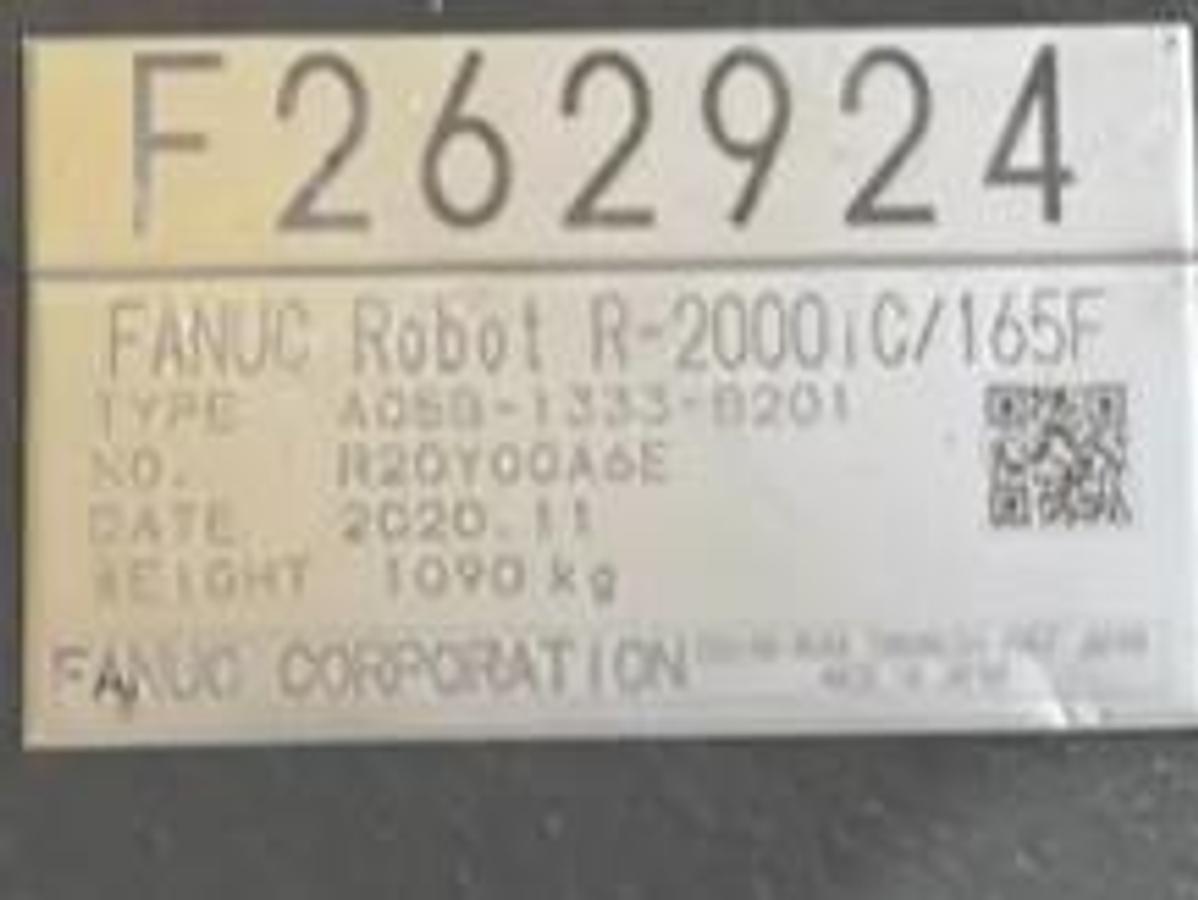 F262924
FANUC Robot R-2000iC/165F
TYPE A05B-1333-B201
NO. R20Y00A6E
DATE 2020.11
WEIGHT 1090 kg
FANUC CORPORATION